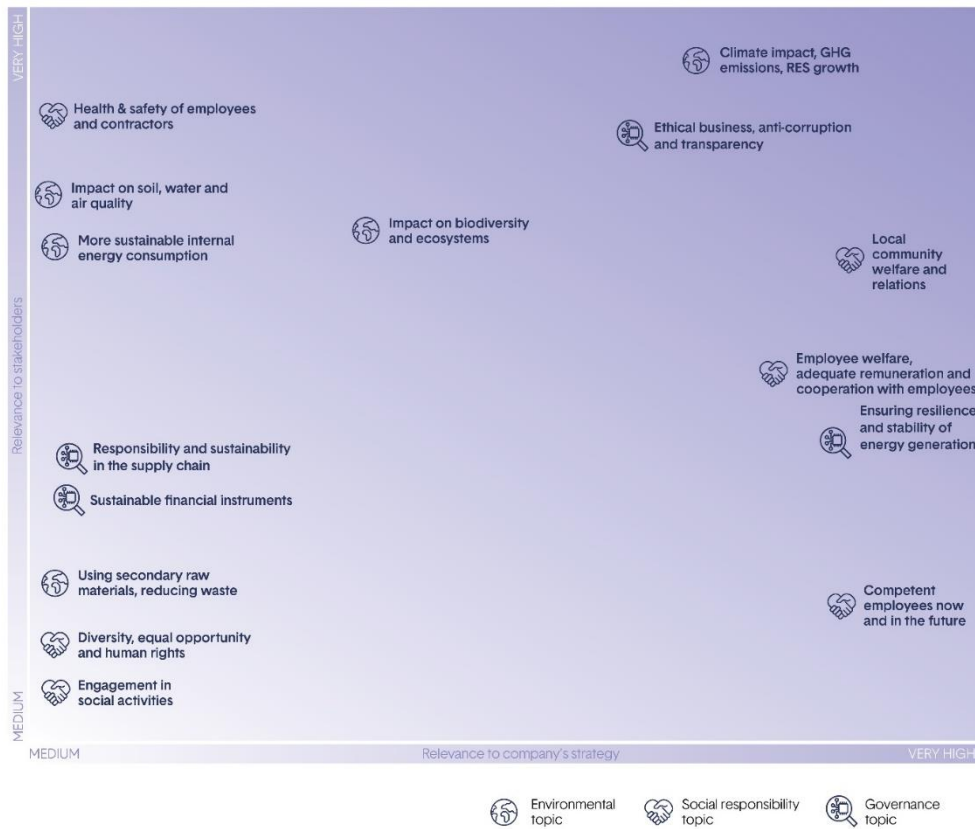 VERY HIGH
Relevance to stakeholders
MEDIUM
Climate impact, GHG
emissions, RES growth
Health & safety of employees
and contractors
Ethical business, anti-corruption
and transparency
Impact on soil, water and
air quality
Impact on biodiversity
and ecosystems
More sustainable internal
energy consumption
Local
community
welfare and
relations
Employee welfare,
adequate remuneration and
cooperation with employees
Ensuring resilience
and stability of
energy generation
Responsibility and sustainability
in the supply chain
Sustainable financial instruments
Using secondary raw
materials, reducing waste
Competent
employees now
and in the future
Diversity, equal opportunity
and human rights
Engagement in
social activities
MEDIUM
Relevance to company's strategy
VERY HIGH
Environmental
topic
Social responsibility
topic
Governance
topic